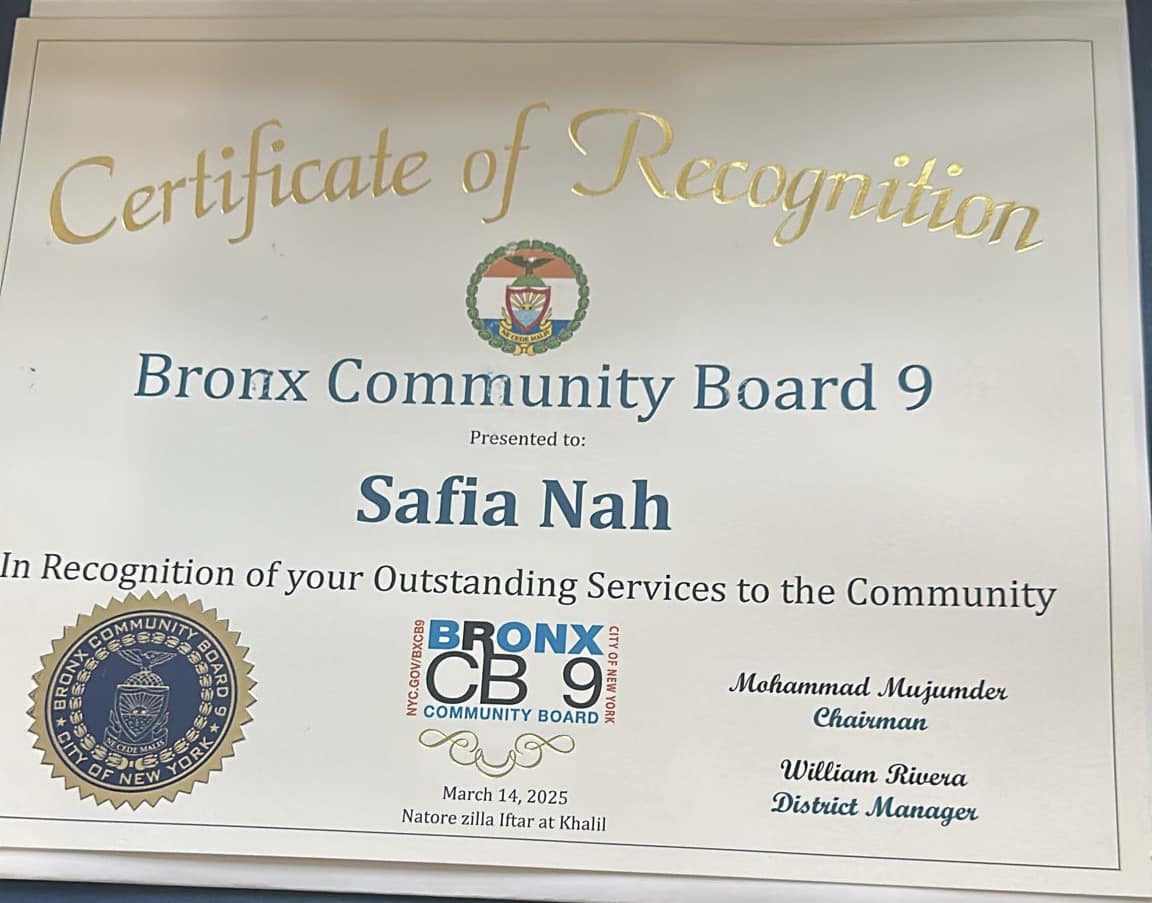 Certificate of Recognition
NE CEDE MALIS
Bronx Community Board 9
Presented to:
Safia Nah
In Recognition of your Outstanding Services to the Community
BRONX COMMUNITY BOARD 9
NE CEDE MALIS
CITY OF NEW YORK
NYC.GOV/BXCB9
BRONX
CB 9
COMMUNITY BOARD
CITY OF NEW YORK
March 14, 2025
Natore zilla Iftar at Khalil
Mohammad Mujumder
Chairman
William Rivera
District Manager